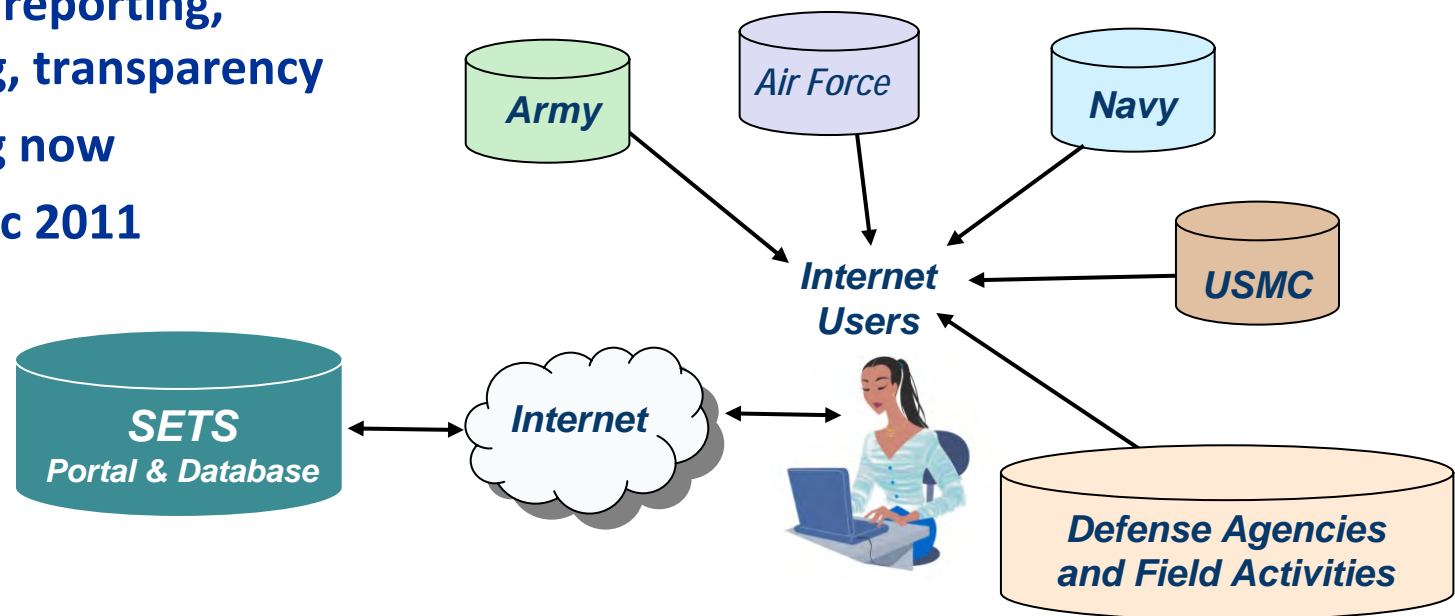 reporting,
, transparency
now
2011
Army
Air Force
Navy
USMC
Internet
Users
SETS
Portal & Database
Internet
Defense Agencies
and Field Activities